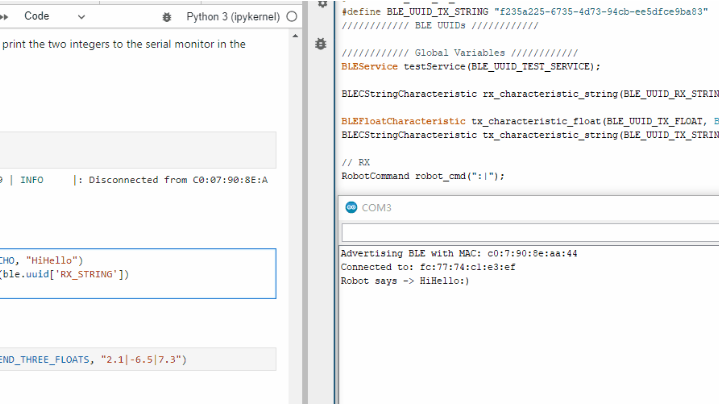 Code
Python 3 (ipykernel)
print the two integers to the serial monitor in the
| INFO     |: Disconnected from C0:07:90:8E:A
CHO, "HiHello")
(ble.uuid['RX_STRING'])
END_THREE_FLOATS, "2.1|-6.5|7.3")
#define BLE_UUID_TX_STRING "f235a225-6735-4d73-94cb-ee5dfce9ba83"
//////////// BLE UUIDs ////////////
//////////// Global Variables ////////////
BLEService testService(BLE_UUID_TEST_SERVICE);
BLECStringCharacteristic rx_characteristic_string(BLE_UUID_RX_STRIN
BLEFloatCharacteristic tx_characteristic_float(BLE_UUID_TX_FLOAT, B
BLECStringCharacteristic tx_characteristic_string(BLE_UUID_TX_STRIN
// RX
RobotCommand robot_cmd(":|");
COM3
Advertising BLE with MAC: c0:7:90:8e:aa:44
Connected to: fc:77:74:c1:e3:ef
Robot says -> HiHello:)